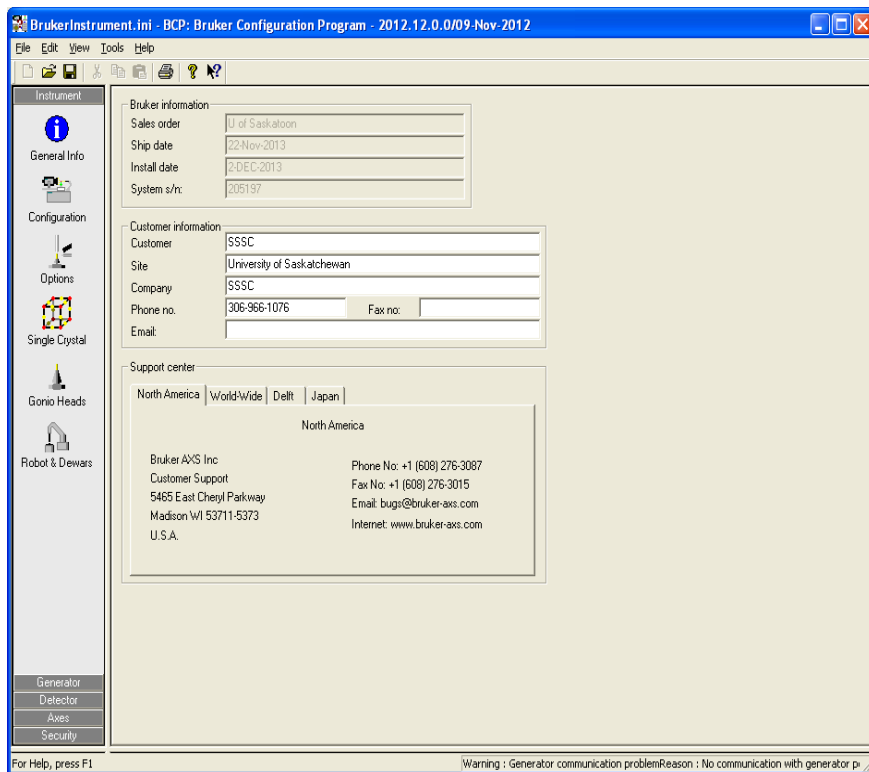 BrukerInstrument.ini - BCP: Bruker Configuration Program - 2012.12.0.0/09-Nov-2012
File Edit View Tools Help
Instrument
General Info
Configuration
Options
Single Crystal
Gonio Heads
Robot & Dewars
Generator
Detector
Axes
Security
Bruker information
Sales order U of Saskatoon
Ship date 22-Nov-2013
Install date 2-DEC-2013
System s/n: 205197
Customer information
Customer SSSC
Site University of Saskatchewan
Company SSSC
Phone no. 306-966-1076 Fax no:
Email:
Support center
North America World-Wide Delft Japan
North America
Bruker AXS Inc
Customer Support
5465 East Cheryl Parkway
Madison WI 53711-5373
U.S.A.
Phone No: +1 (608) 276-3087
Fax No: +1 (608) 276-3015
Email: bugs@bruker-axs.com
Internet: www.bruker-axs.com
For Help, press F1
Warning : Generator communication problemReason : No communication with generator